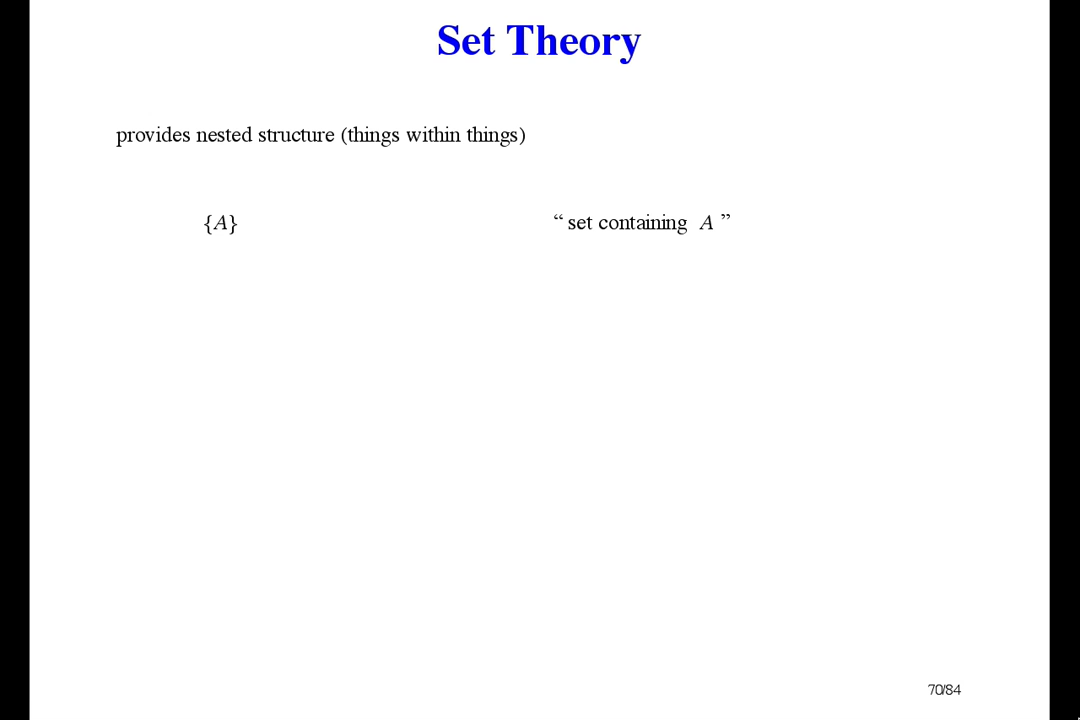 Set Theory
provides nested structure (things within things)
{A} “ set containing A ”
70/84